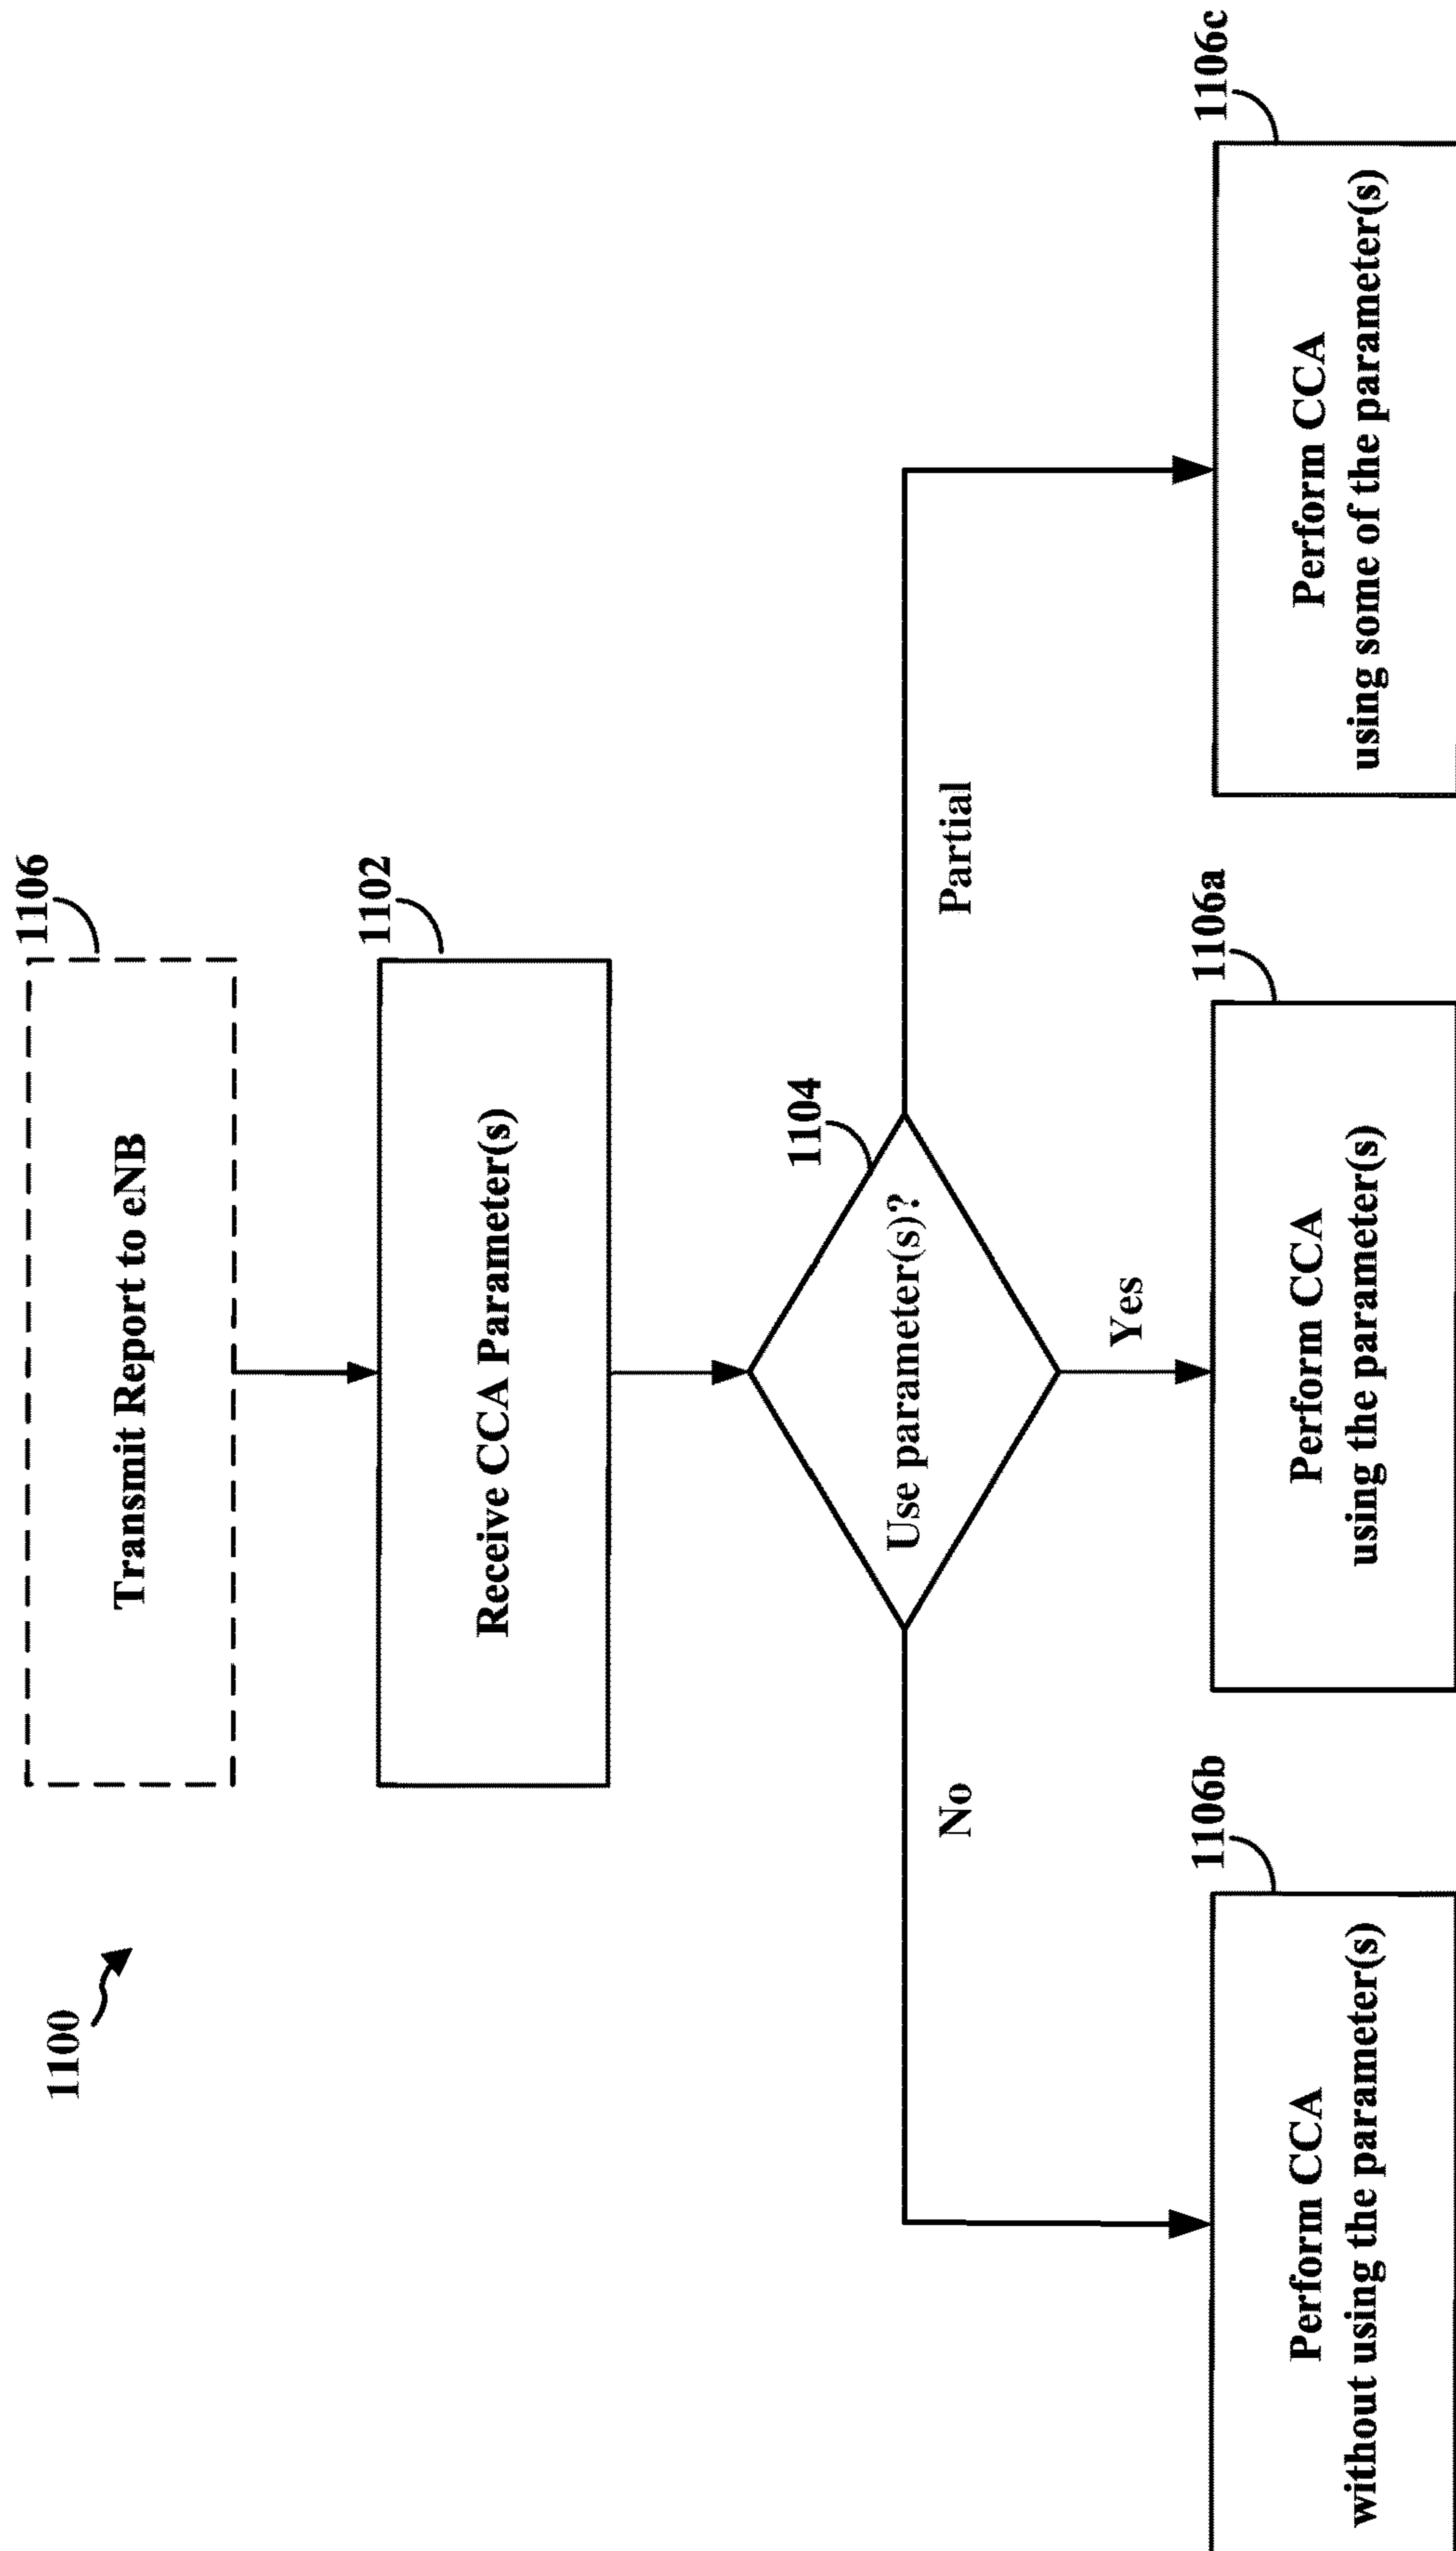 1100
1106
Transmit Report to eNB
1102
Receive CCA Parameter(s)
1104
Use parameter(s)?
No
Yes
Partial
1106b
Perform CCA
without using the parameter(s)
1106a
Perform CCA
using the parameter(s)
1106c
Perform CCA
using some of the parameter(s)